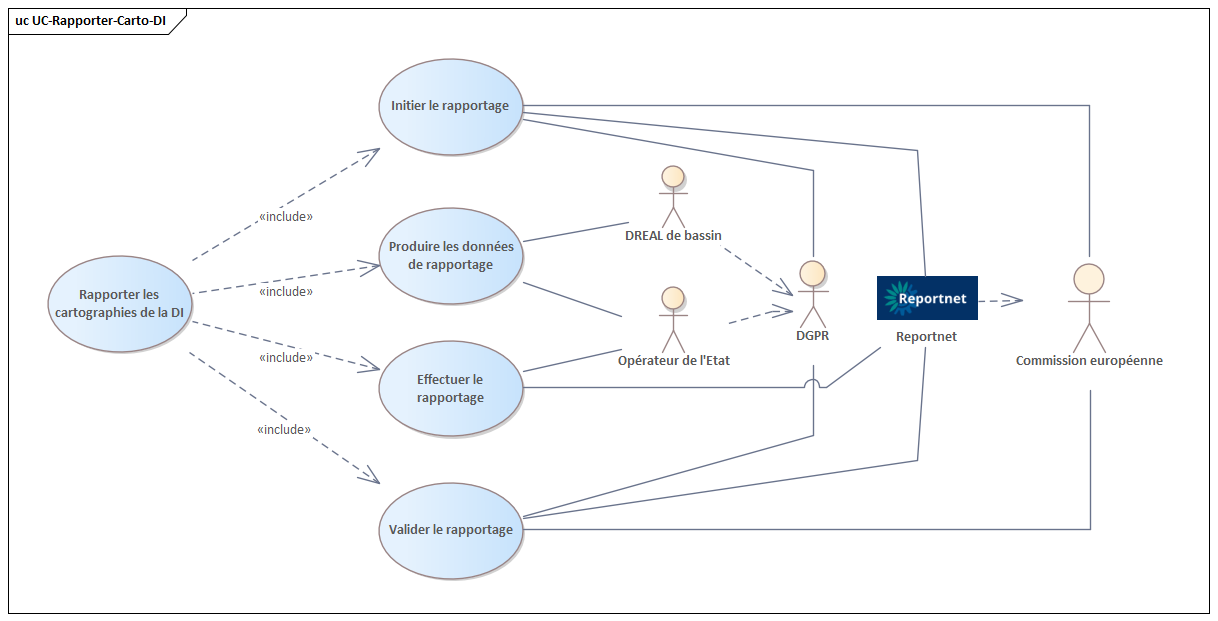 uc UC-Rapporter-Carto-DI
Initier le rapportage
«include»
DREAL de bassin
Produire les données
de rapportage
«include»
Rapporter les
cartographies de la DI
Reportnet
DGPR
Reportnet
Opérateur de l'Etat
Commission européenne
«include»
Effectuer le
rapportage
«include»
Valider le rapportage